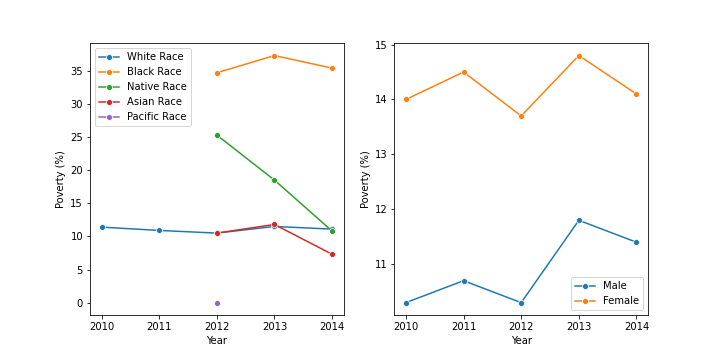 White Race
Black Race
Native Race
Asian Race
Pacific Race
35
30
25
20
15
10
5
0
Poverty (%)
2010 2011 2012 2013 2014
Year
15
14
13
12
11
Poverty (%)
Male
Female
2010 2011 2012 2013 2014
Year